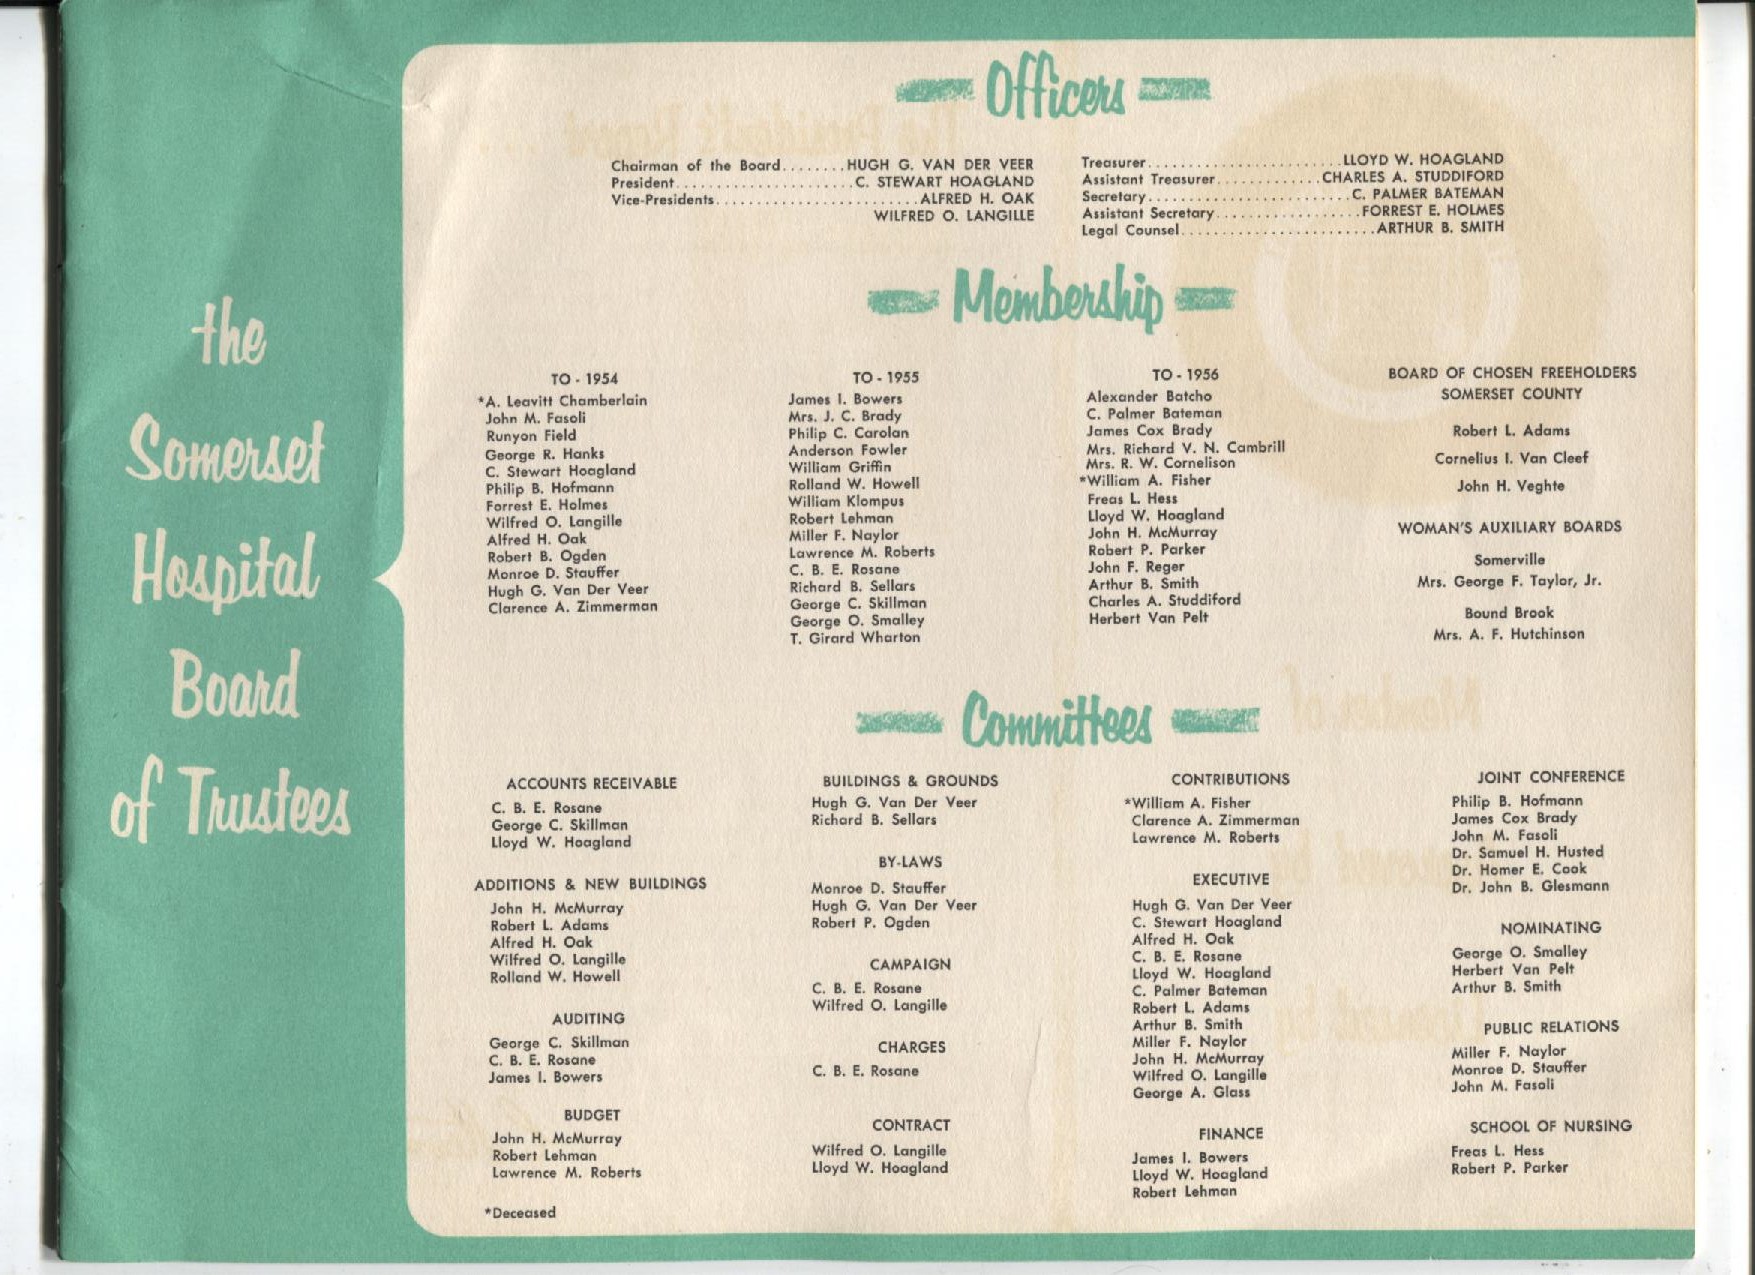 the
Somerset
Hospital
Board
of Trustees
Officers
Chairman of the Board........HUGH G. VAN DER VEER
President......................C. STEWART HOAGLAND
Vice-Presidents.........................ALFRED H. OAK
WILFRED O. LANGILLE
Treasurer........................LLOYD W. HOAGLAND
Assistant Treasurer.............CHARLES A. STUDDIFORD
Secretary.........................C. PALMER BATEMAN
Assistant Secretary..................FORREST E. HOLMES
Legal Counsel........................ARTHUR B. SMITH
Membership
TO - 1954
*A. Leavitt Chamberlain
John M. Fasoli
Runyon Field
George R. Hanks
C. Stewart Hoagland
Philip B. Hofmann
Forrest E. Holmes
Wilfred O. Langille
Alfred H. Oak
Robert B. Ogden
Monroe D. Stauffer
Hugh G. Van Der Veer
Clarence A. Zimmerman
TO - 1955
James I. Bowers
Mrs. J. C. Brady
Philip C. Carolan
Anderson Fowler
William Griffin
Rolland W. Howell
William Klompus
Robert Lehman
Miller F. Naylor
Lawrence M. Roberts
C. B. E. Rosane
Richard B. Sellars
George C. Skillman
George O. Smalley
T. Girard Wharton
TO - 1956
Alexander Batcho
C. Palmer Bateman
James Cox Brady
Mrs. Richard V. N. Cambrill
Mrs. R. W. Cornelison
*William A. Fisher
Freas L. Hess
Lloyd W. Hoagland
John H. McMurray
Robert P. Parker
John F. Reger
Arthur B. Smith
Charles A. Studdiford
Herbert Van Pelt
BOARD OF CHOSEN FREEHOLDERS
SOMERSET COUNTY
Robert L. Adams
Cornelius I. Van Cleef
John H. Veghte
WOMAN'S AUXILIARY BOARDS
Somerville
Mrs. George F. Taylor, Jr.
Bound Brook
Mrs. A. F. Hutchinson
Committees
ACCOUNTS RECEIVABLE
C. B. E. Rosane
George C. Skillman
Lloyd W. Hoagland
ADDITIONS & NEW BUILDINGS
John H. McMurray
Robert L. Adams
Alfred H. Oak
Wilfred O. Langille
Rolland W. Howell
AUDITING
George C. Skillman
C. B. E. Rosane
James I. Bowers
BUDGET
John H. McMurray
Robert Lehman
Lawrence M. Roberts
*Deceased
BUILDINGS & GROUNDS
Hugh G. Van Der Veer
Richard B. Sellars
BY-LAWS
Monroe D. Stauffer
Hugh G. Van Der Veer
Robert P. Ogden
CAMPAIGN
C. B. E. Rosane
Wilfred O. Langille
CHARGES
C. B. E. Rosane
CONTRACT
Wilfred O. Langille
Lloyd W. Hoagland
CONTRIBUTIONS
*William A. Fisher
Clarence A. Zimmerman
Lawrence M. Roberts
EXECUTIVE
Hugh G. Van Der Veer
C. Stewart Hoagland
Alfred H. Oak
C. B. E. Rosane
Lloyd W. Hoagland
C. Palmer Bateman
Robert L. Adams
Arthur B. Smith
Miller F. Naylor
John H. McMurray
Wilfred O. Langille
George A. Glass
FINANCE
James I. Bowers
Lloyd W. Hoagland
Robert Lehman
JOINT CONFERENCE
Philip B. Hofmann
James Cox Brady
John M. Fasoli
Dr. Samuel H. Husted
Dr. Homer E. Cook
Dr. John B. Glesmann
NOMINATING
George O. Smalley
Herbert Van Pelt
Arthur B. Smith
PUBLIC RELATIONS
Miller F. Naylor
Monroe D. Stauffer
John M. Fasoli
SCHOOL OF NURSING
Freas L. Hess
Robert P. Parker